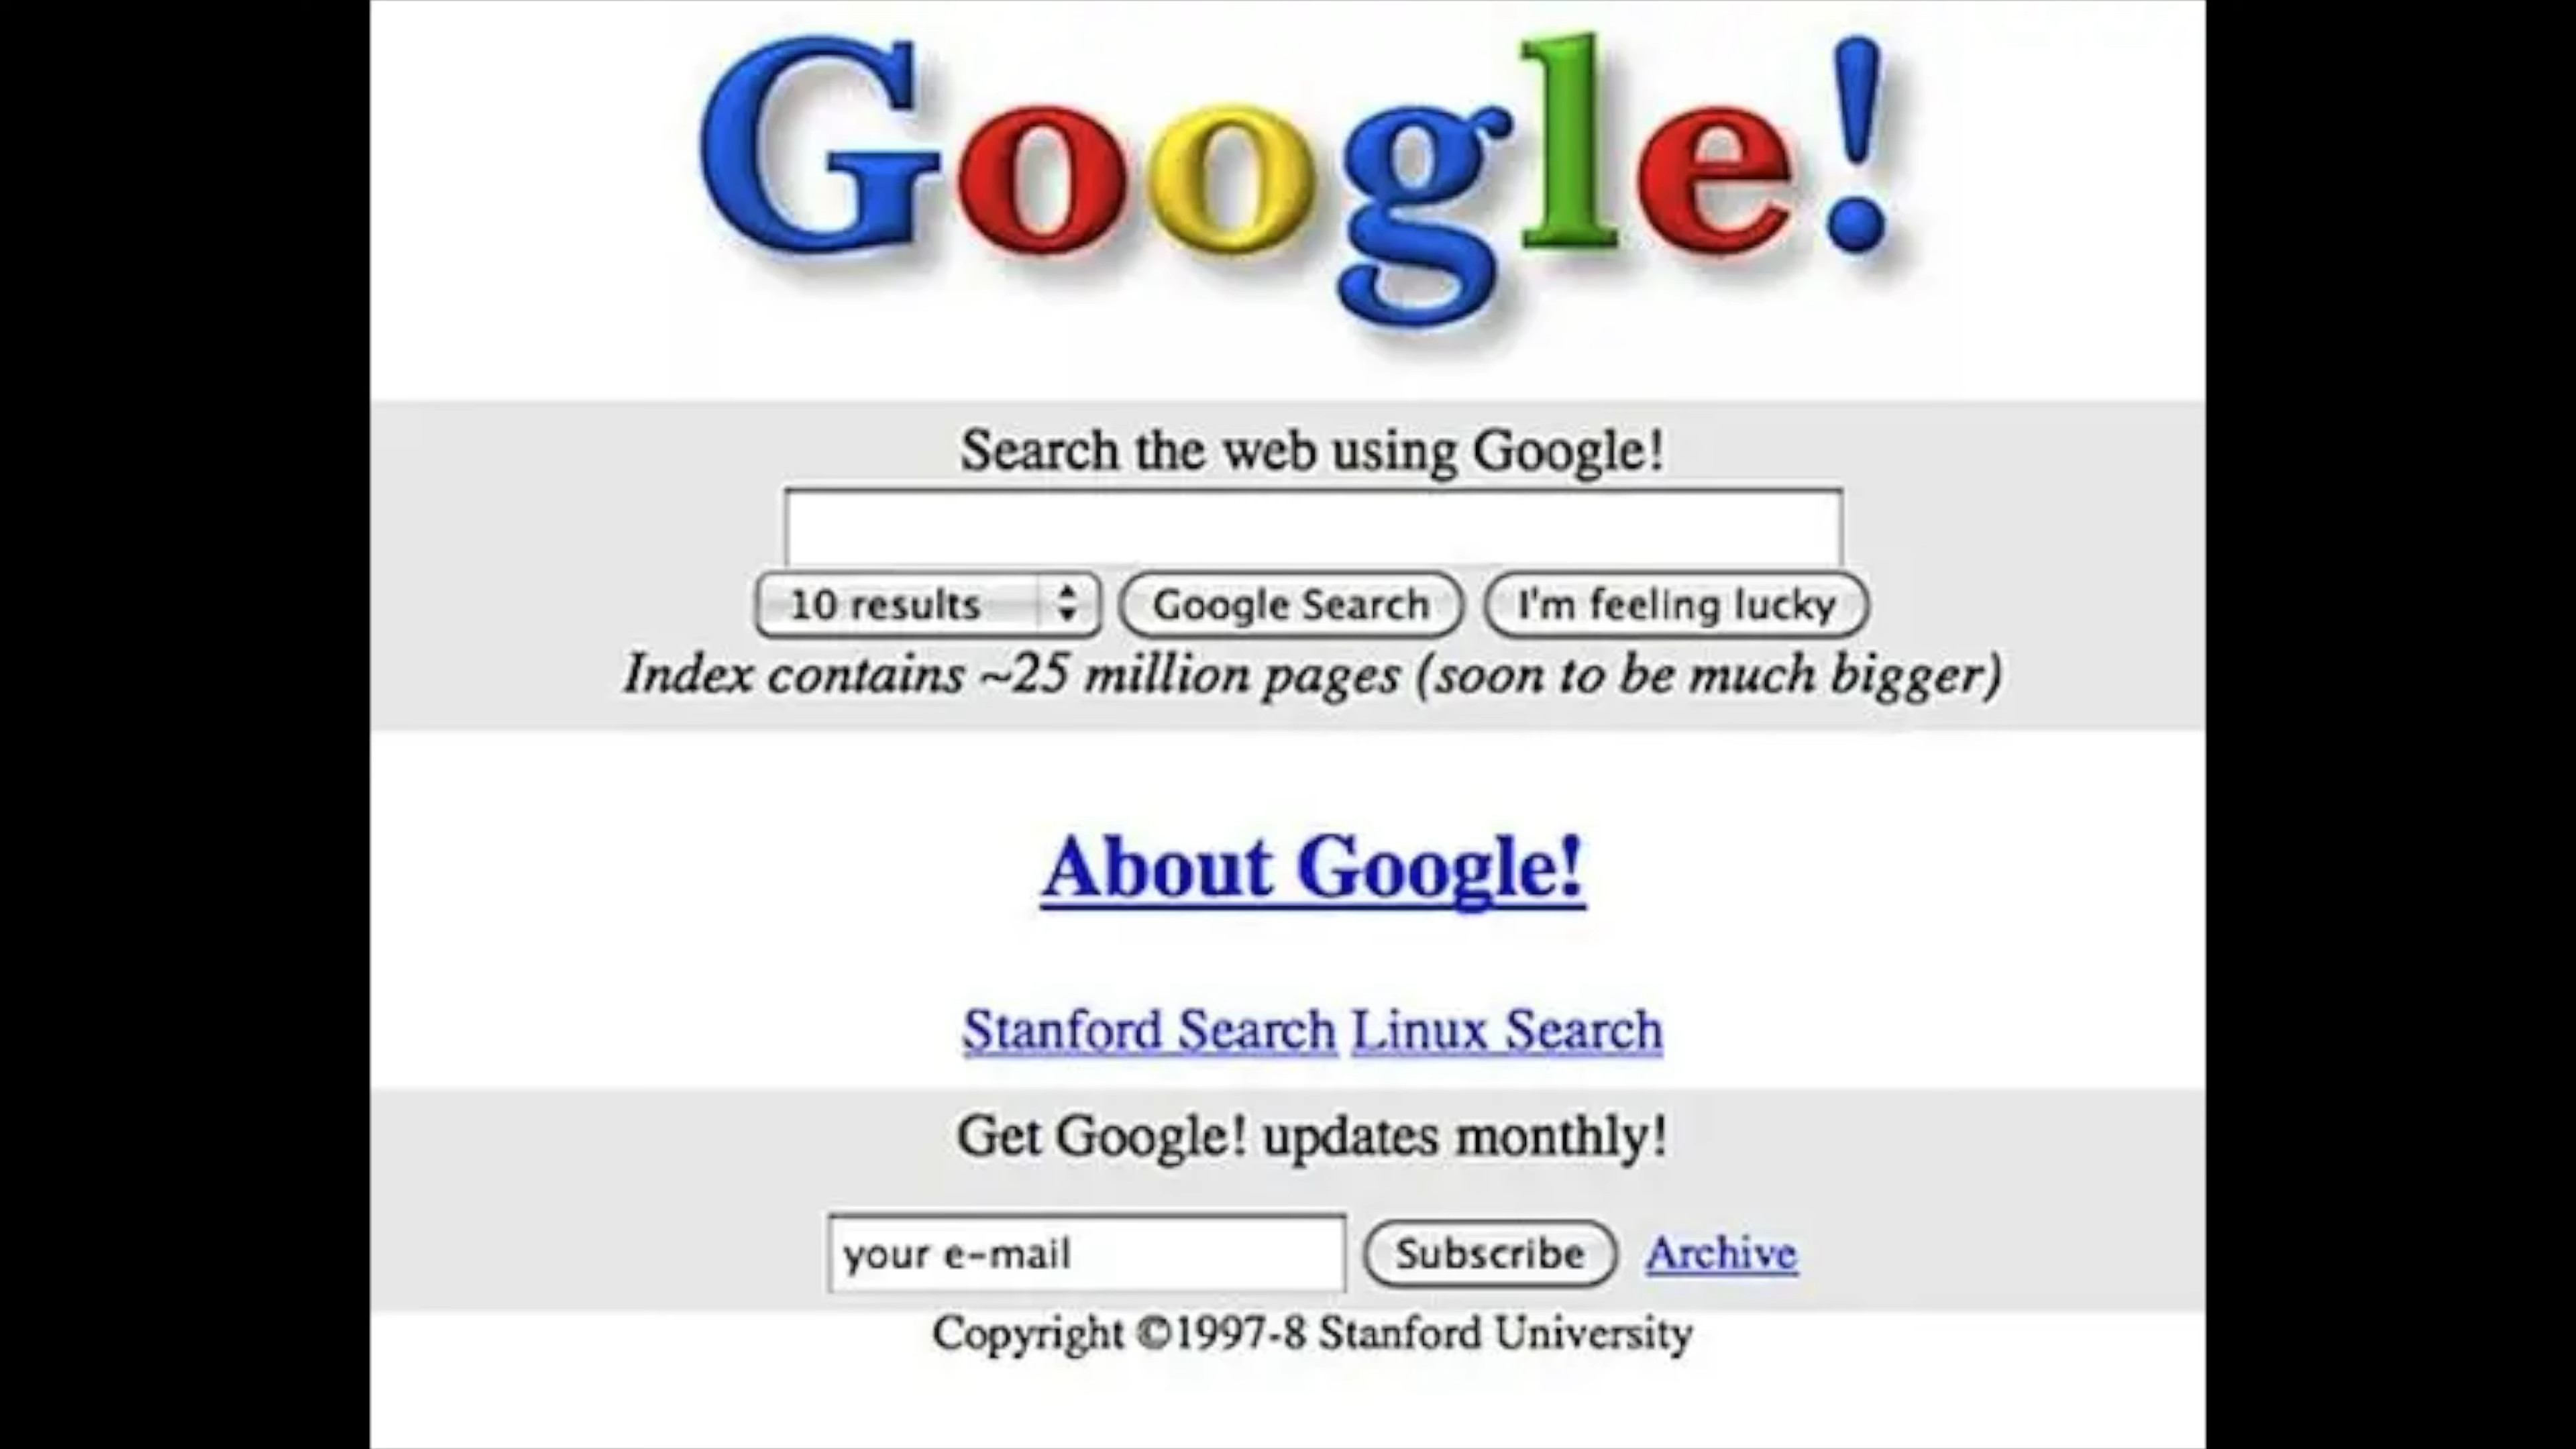 Google!
Search the web using Google!
10 results Google Search I'm feeling lucky
Index contains ~25 million pages (soon to be much bigger)
About Google!
Stanford Search Linux Search
Get Google! updates monthly!
your e-mail Subscribe Archive
Copyright ©1997-8 Stanford University